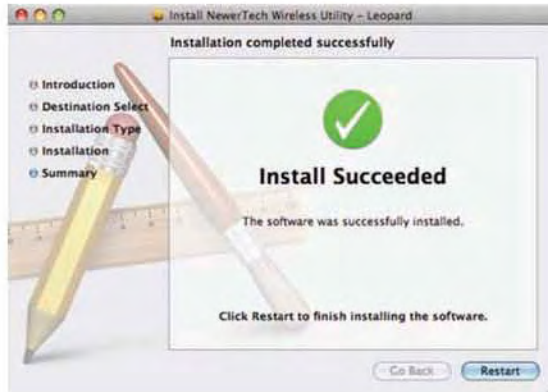 Install NewerTech Wireless Utility – Leopard
Installation completed successfully
Introduction
Destination Select
Installation Type
Installation
Summary
Install Succeeded
The software was successfully installed.
Click Restart to finish installing the software.
Go Back
Restart